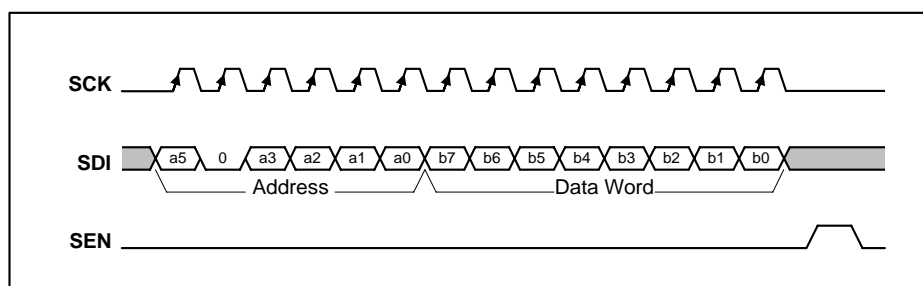 SCK
SDI a5 0 a3 a2 a1 a0 b7 b6 b5 b4 b3 b2 b1 b0
Address Data Word
SEN